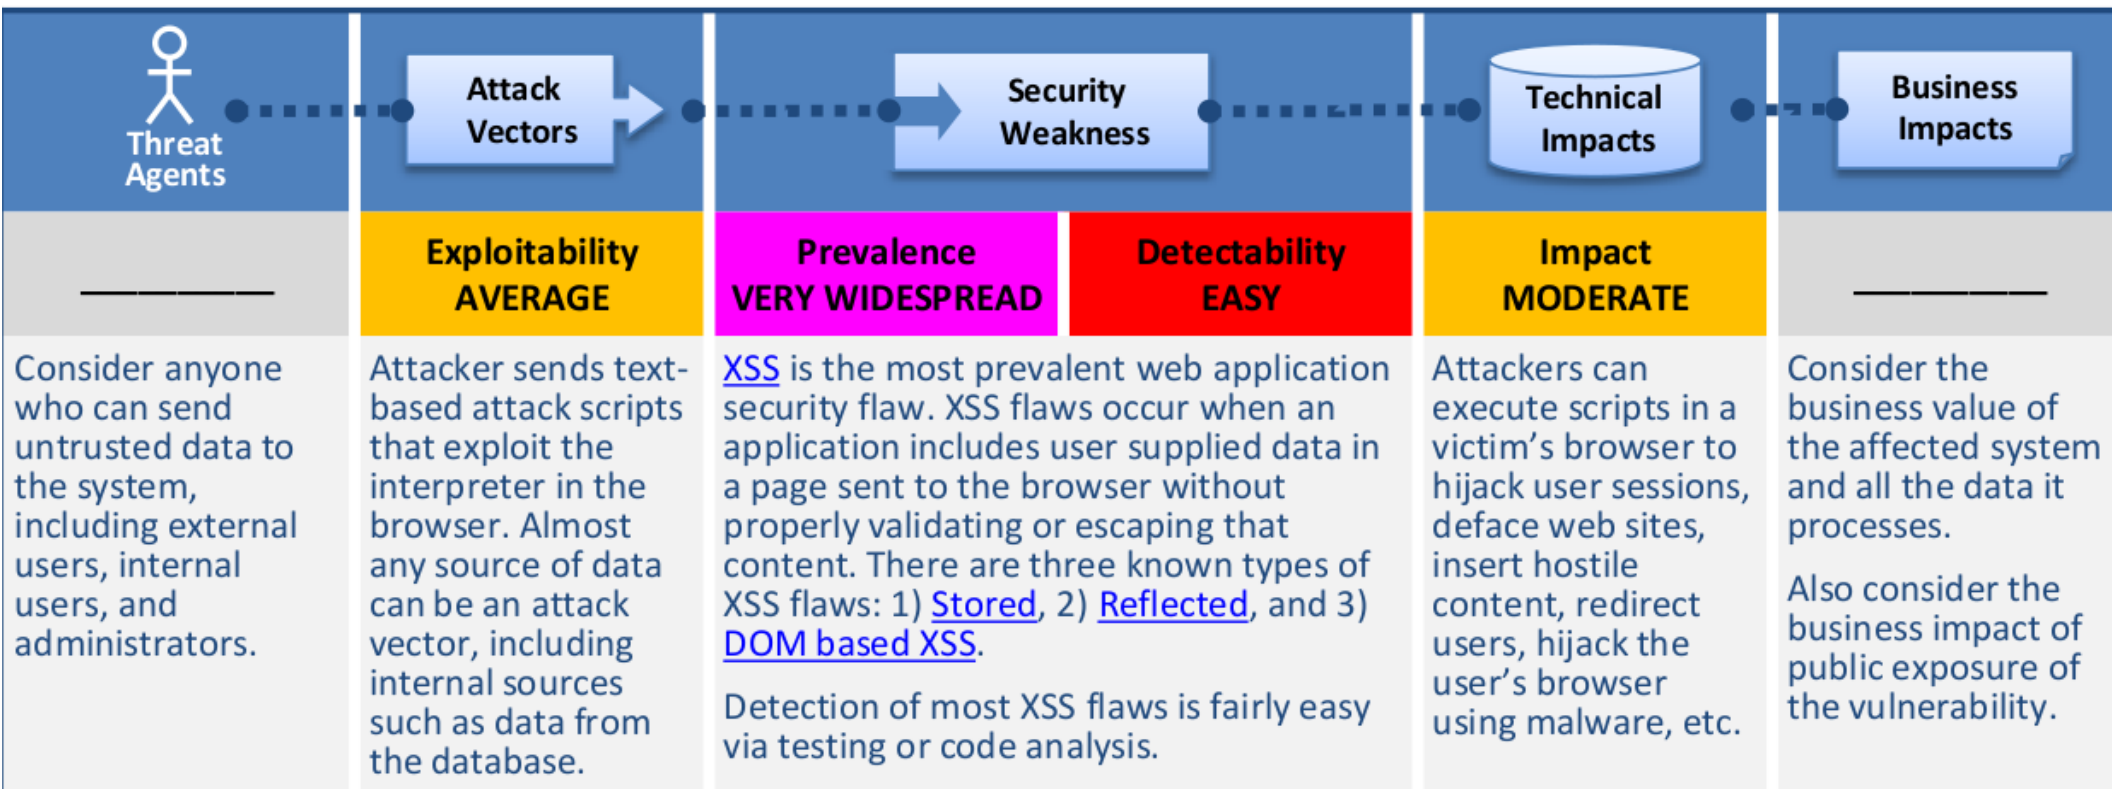 Threat
Agents
Attack
Vectors
Security
Weakness
Technical
Impacts
Business
Impacts
Exploitability
AVERAGE
Prevalence
VERY WIDESPREAD
Detectability
EASY
Impact
MODERATE
Consider anyone
who can send
untrusted data to
the system,
including external
users, internal
users, and
administrators.
Attacker sends text-
based attack scripts
that exploit the
interpreter in the
browser. Almost
any source of data
can be an attack
vector, including
internal sources
such as data from
the database.
XSS is the most prevalent web application
security flaw. XSS flaws occur when an
application includes user supplied data in
a page sent to the browser without
properly validating or escaping that
content. There are three known types of
XSS flaws: 1) Stored, 2) Reflected, and 3)
DOM based XSS.
Detection of most XSS flaws is fairly easy
via testing or code analysis.
Attackers can
execute scripts in a
victim’s browser to
hijack user sessions,
deface web sites,
insert hostile
content, redirect
users, hijack the
user’s browser
using malware, etc.
Consider the
business value of
the affected system
and all the data it
processes.
Also consider the
business impact of
public exposure of
the vulnerability.